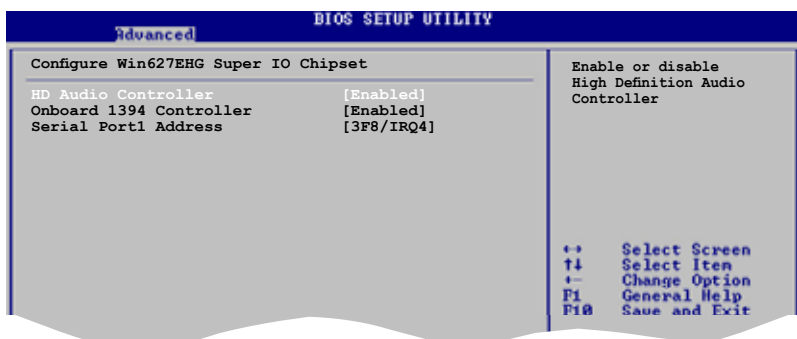 BIOS SETUP UTILITY
Advanced
Configure Win627EHG Super IO Chipset
HD Audio Controller [Enabled]
Onboard 1394 Controller [Enabled]
Serial Port1 Address [3F8/IRQ4]
Enable or disable
High Definition Audio
Controller
↔ Select Screen
↑↓ Select Item
+- Change Option
F1 General Help
F10 Save and Exit